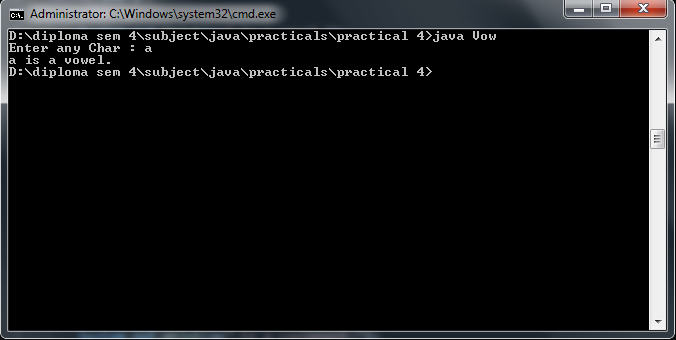 Administrator: C:\Windows\system32\cmd.exe
D:\diploma sem 4\subject\java\practicals\practical 4>java Vow
Enter any Char : a
a is a vowel.
D:\diploma sem 4\subject\java\practicals\practical 4>